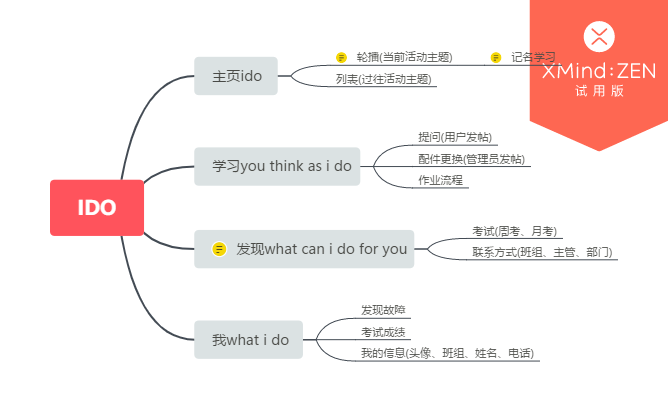 IDO
主页ido
轮播(当前活动主题)
记名学习
列表(过往活动主题)
学习you think as i do
提问(用户发帖)
配件更换(管理员发帖)
作业流程
发现what can i do for you
考试(周考、月考)
联系方式(班组、主管、部门)
我what i do
发现故障
考试成绩
我的信息(头像、班组、姓名、电话)
XMind:ZEN
试用版